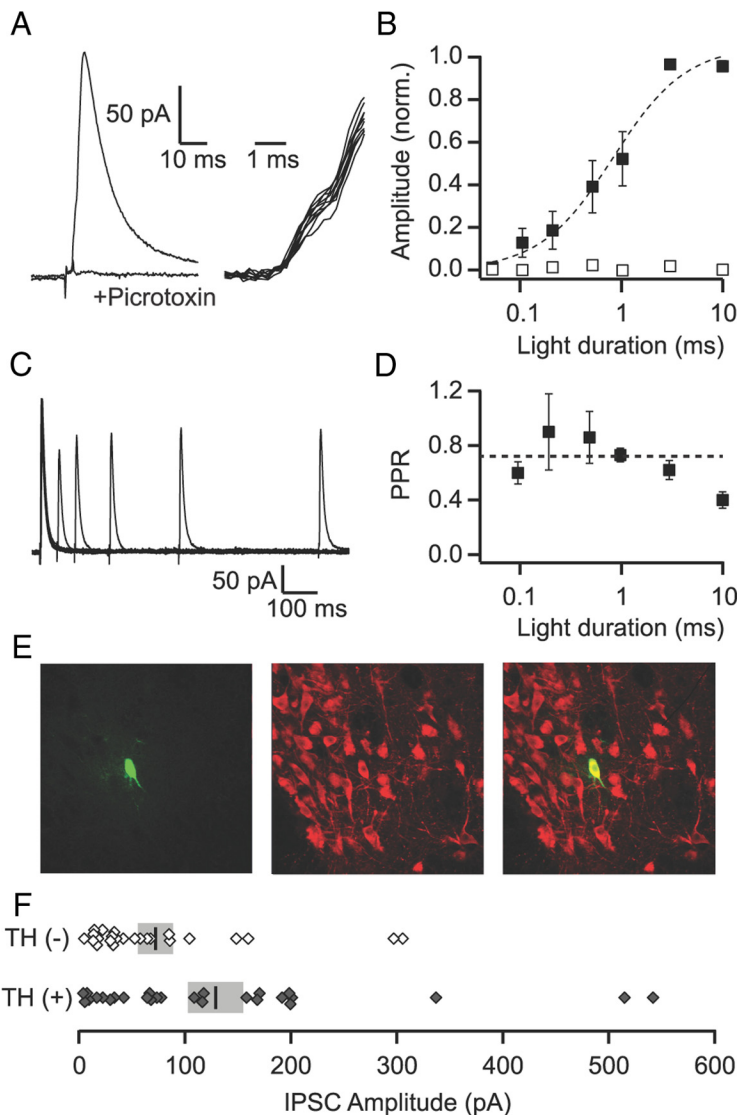 A
50 pA
10 ms
1 ms
+Picrotoxin
B
Amplitude (norm.)
1.0
0.8
0.6
0.4
0.2
0.0
0.1
1
10
Light duration (ms)
C
50 pA
100 ms
D
PPR
1.2
0.8
0.4
0.0
0.1
1
10
Light duration (ms)
E
F
TH (-)
TH (+)
0
100
200
300
400
500
600
IPSC Amplitude (pA)